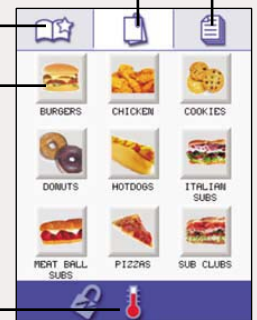 BURGERS CHICKEN COOKIES
DONUTS HOTDOGS ITALIAN
SUBS
MEAT BALL PIZZAS SUB CLUBS
SUBS